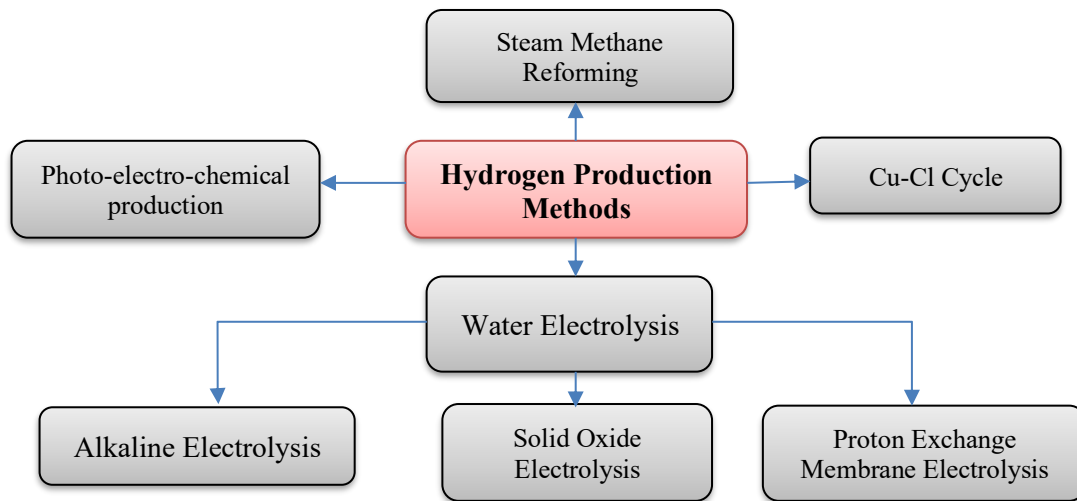 Steam Methane
Reforming
Photo-electro-chemical
production
Hydrogen Production
Methods
Cu-Cl Cycle
Water Electrolysis
Alkaline Electrolysis
Solid Oxide
Electrolysis
Proton Exchange
Membrane Electrolysis